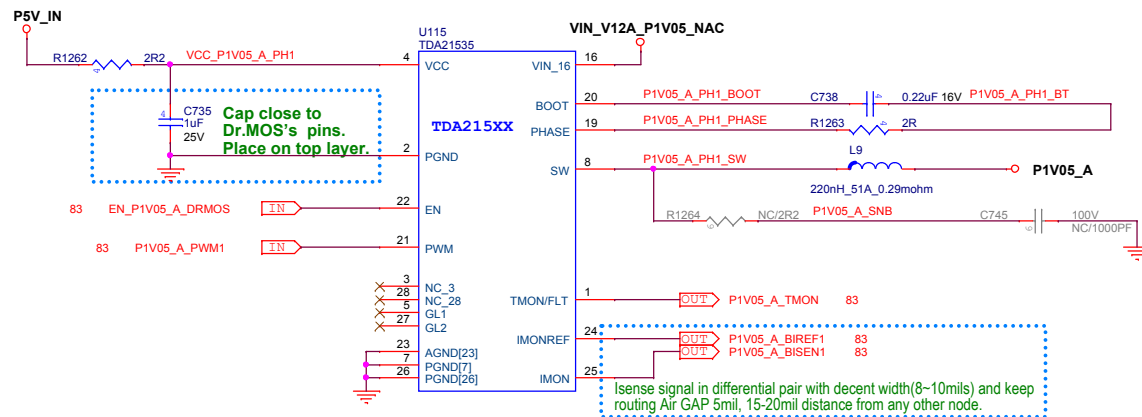 P5V_IN
R1262 4 2R2 VCC_P1V05_A_PH1
4 C735
1uF
25V
Cap close to
Dr.MOS's pins.
Place on top layer.
83 EN_P1V05_A_DRMOS IN
83 P1V05_A_PWM1 IN
U115
TDA21535
TDA215XX
4 VCC
2 PGND
22 EN
21 PWM
3 NC_3
28 NC_28
5 GL1
27 GL2
23 AGND[23]
7 PGND[7]
26 PGND[26]
VIN_V12A_P1V05_NAC
VIN_16 16
BOOT 20 P1V05_A_PH1_BOOT C738 4 0.22uF 16V P1V05_A_PH1_BT
PHASE 19 P1V05_A_PH1_PHASE R1263 4 2R
SW 8 P1V05_A_PH1_SW L9 P1V05_A
220nH_51A_0.29mohm
R1264 6 NC/2R2 P1V05_A_SNB C745 6 100V
NC/1000PF
TMON/FLT 1 OUT P1V05_A_TMON 83
IMONREF 24 OUT P1V05_A_BIREF1 83
OUT P1V05_A_BISEN1 83
IMON 25
Isense signal in differential pair with decent width(8~10mils) and keep
routing Air GAP 5mil, 15-20mil distance from any other node.